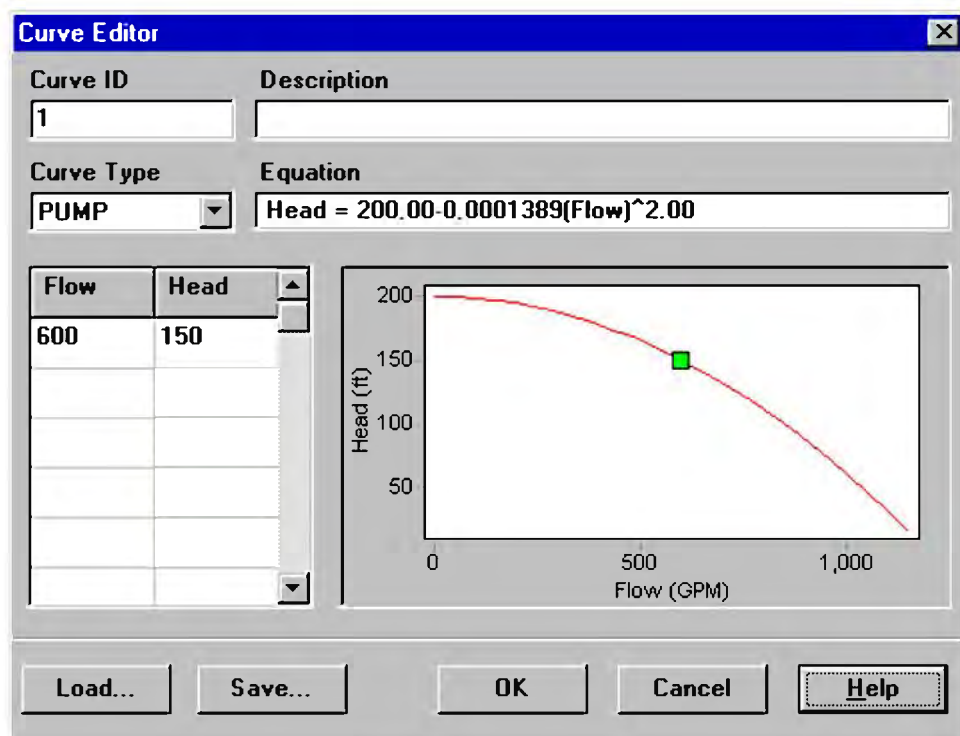 Curve Editor
Curve ID
Description
1
Curve Type
Equation
PUMP
Head = 200.00-0.0001389(Flow)^2.00
Flow Head
600 150
200
150
100
50
Head (ft)
0 500 1,000
Flow (GPM)
Load... Save... OK Cancel Help